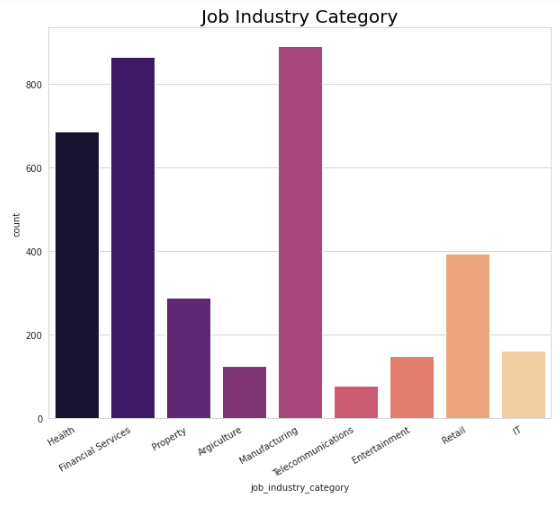 Job Industry Category
800
600
400
200
0
count
Health
Financial Services
Property
Argiculture
Manufacturing
Telecommunications
Entertainment
Retail
IT
job_industry_category